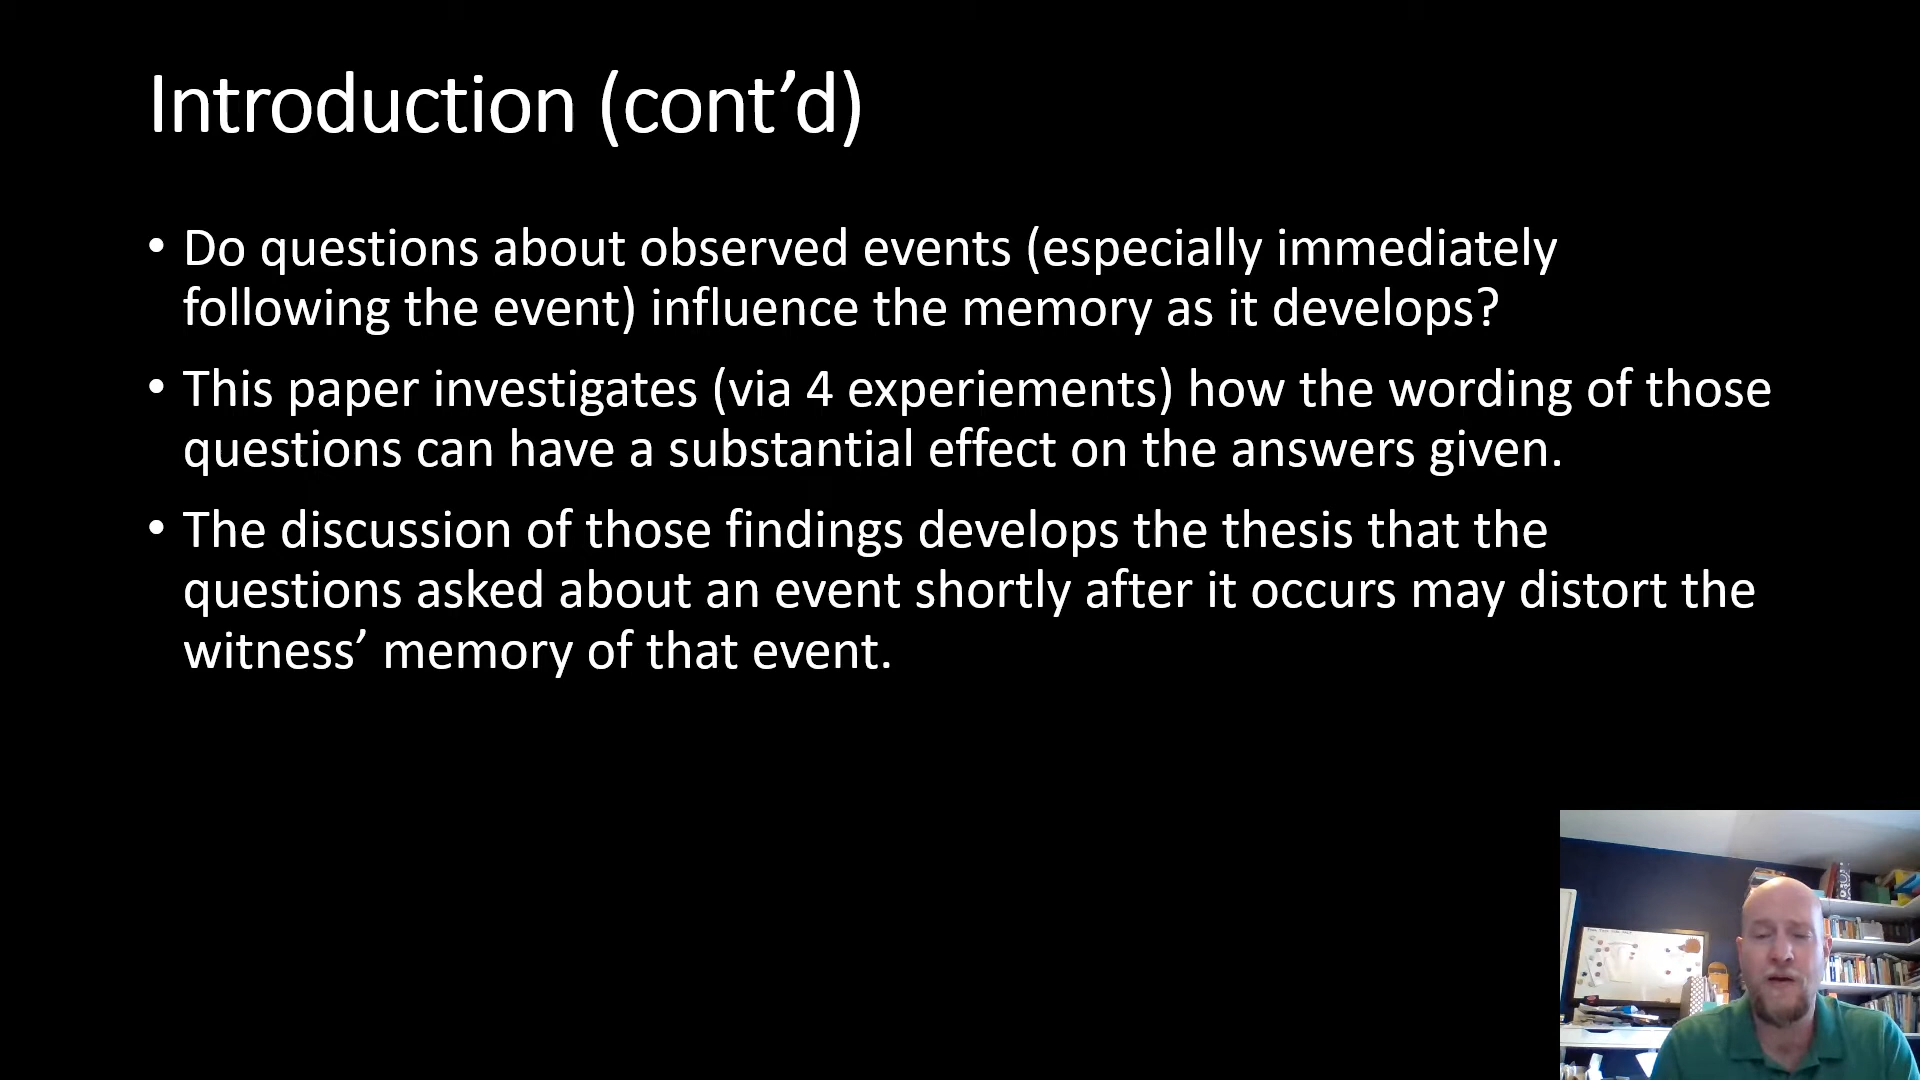 Introduction (cont’d)
• Do questions about observed events (especially immediately
following the event) influence the memory as it develops?
• This paper investigates (via 4 experiements) how the wording of those
questions can have a substantial effect on the answers given.
• The discussion of those findings develops the thesis that the
questions asked about an event shortly after it occurs may distort the
witness’ memory of that event.